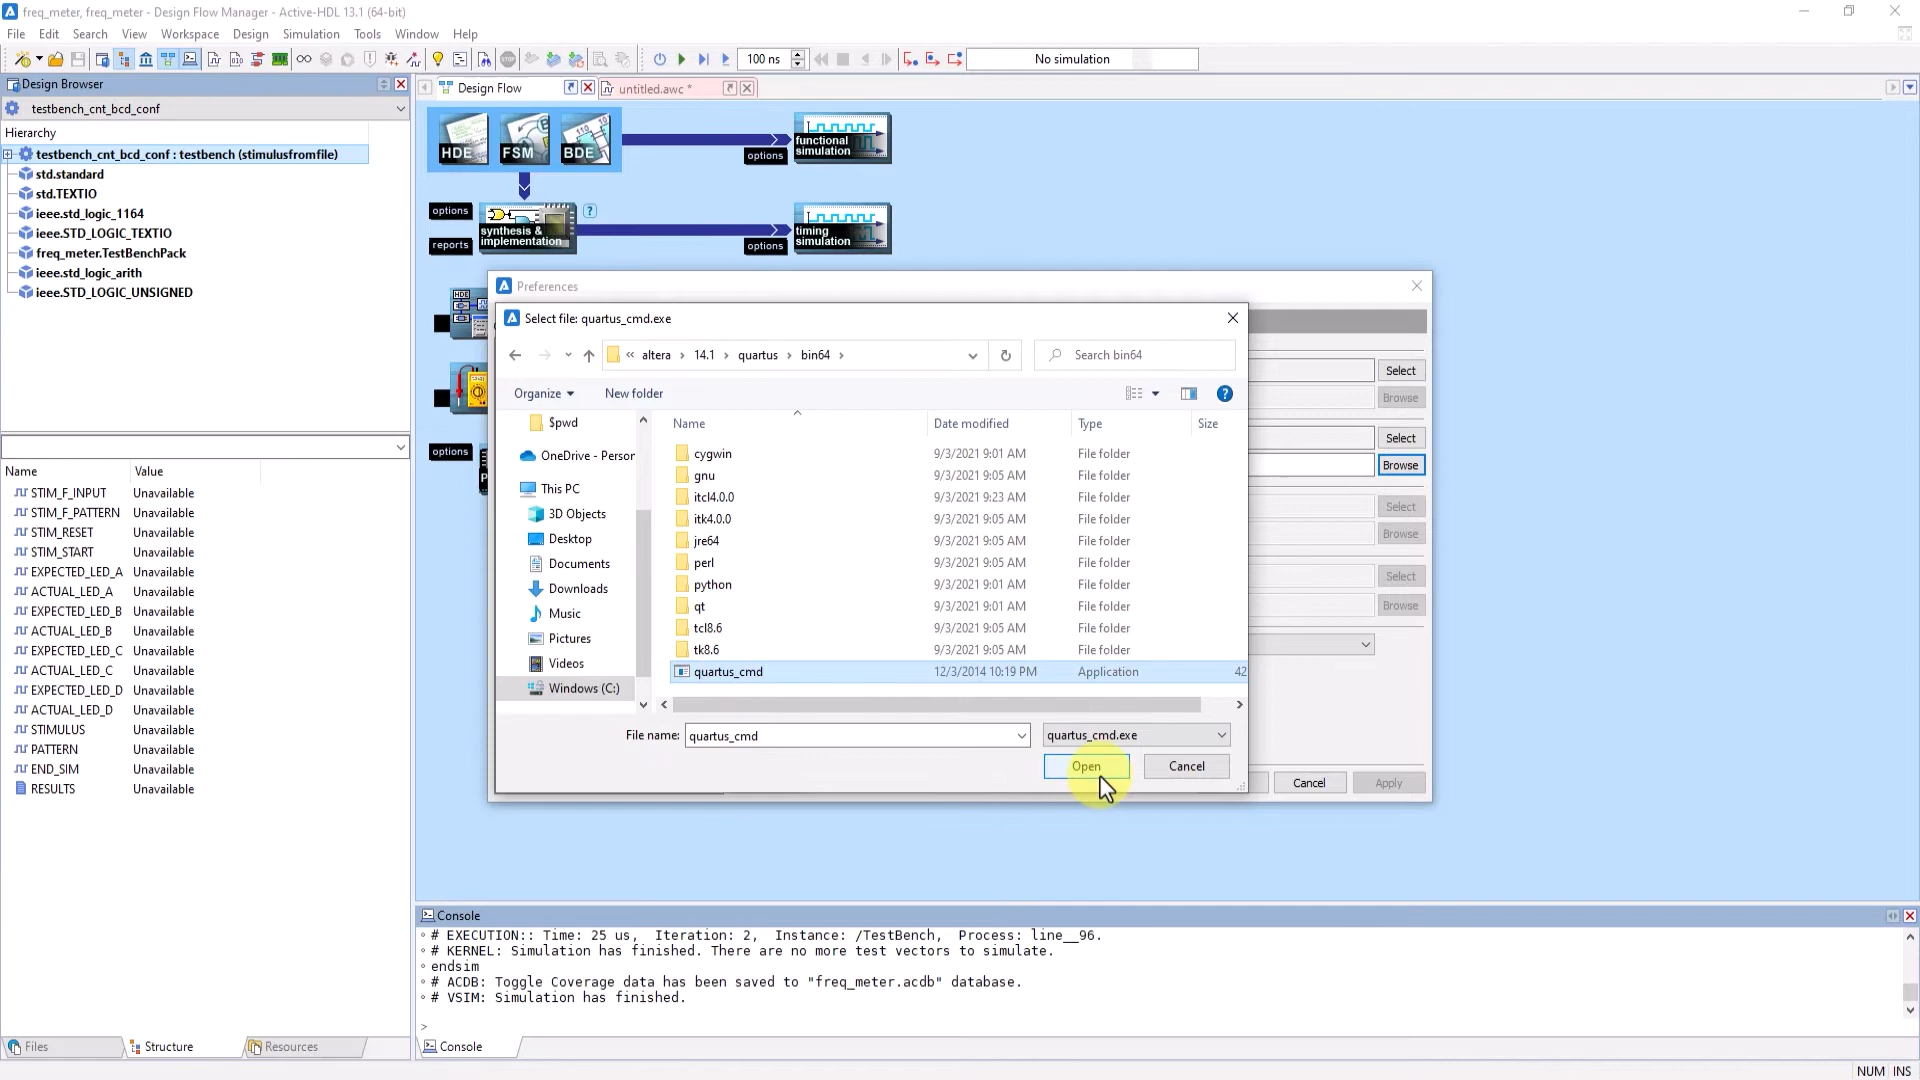 freq_meter, freq_meter - Design Flow Manager - Active-HDL 13.1 (64-bit)
File Edit Search View Workspace Design Simulation Tools Window Help
100 ns No simulation
Design Browser
testbench_cnt_bcd_conf
Hierarchy
testbench_cnt_bcd_conf : testbench (stimulusfromfile)
std.standard
std.TEXTIO
ieee.std_logic_1164
ieee.STD_LOGIC_TEXTIO
freq_meter.TestBenchPack
ieee.std_logic_arith
ieee.STD_LOGIC_UNSIGNED
Name Value
STIM_F_INPUT Unavailable
STIM_F_PATTERN Unavailable
STIM_RESET Unavailable
STIM_START Unavailable
EXPECTED_LED_A Unavailable
ACTUAL_LED_A Unavailable
EXPECTED_LED_B Unavailable
ACTUAL_LED_B Unavailable
EXPECTED_LED_C Unavailable
ACTUAL_LED_C Unavailable
EXPECTED_LED_D Unavailable
ACTUAL_LED_D Unavailable
STIMULUS Unavailable
PATTERN Unavailable
END_SIM Unavailable
RESULTS Unavailable
Files Structure Resources
Design Flow untitled.awc *
HDE FSM BDE
options
functional
simulation
options
reports
synthesis &
implementation
options
timing
simulation
HDE
options
Preferences
Select
Browse
Select
Browse
Select
Browse
Select
Browse
Cancel Apply
Select file: quartus_cmd.exe
« altera › 14.1 › quartus › bin64 ›
Search bin64
Organize New folder
$pwd
OneDrive - Person
This PC
3D Objects
Desktop
Documents
Downloads
Music
Pictures
Videos
Windows (C:)
Name Date modified Type Size
cygwin 9/3/2021 9:01 AM File folder
gnu 9/3/2021 9:05 AM File folder
itcl4.0.0 9/3/2021 9:23 AM File folder
itk4.0.0 9/3/2021 9:05 AM File folder
jre64 9/3/2021 9:05 AM File folder
perl 9/3/2021 9:05 AM File folder
python 9/3/2021 9:01 AM File folder
qt 9/3/2021 9:01 AM File folder
tcl8.6 9/3/2021 9:05 AM File folder
tk8.6 9/3/2021 9:05 AM File folder
quartus_cmd 12/3/2014 10:19 PM Application 42
File name: quartus_cmd quartus_cmd.exe
Open Cancel
Console
# EXECUTION:: Time: 25 us, Iteration: 2, Instance: /TestBench, Process: line__96.
# KERNEL: Simulation has finished. There are no more test vectors to simulate.
endsim
# ACDB: Toggle Coverage data has been saved to "freq_meter.acdb" database.
# VSIM: Simulation has finished.
>
Console
NUM INS